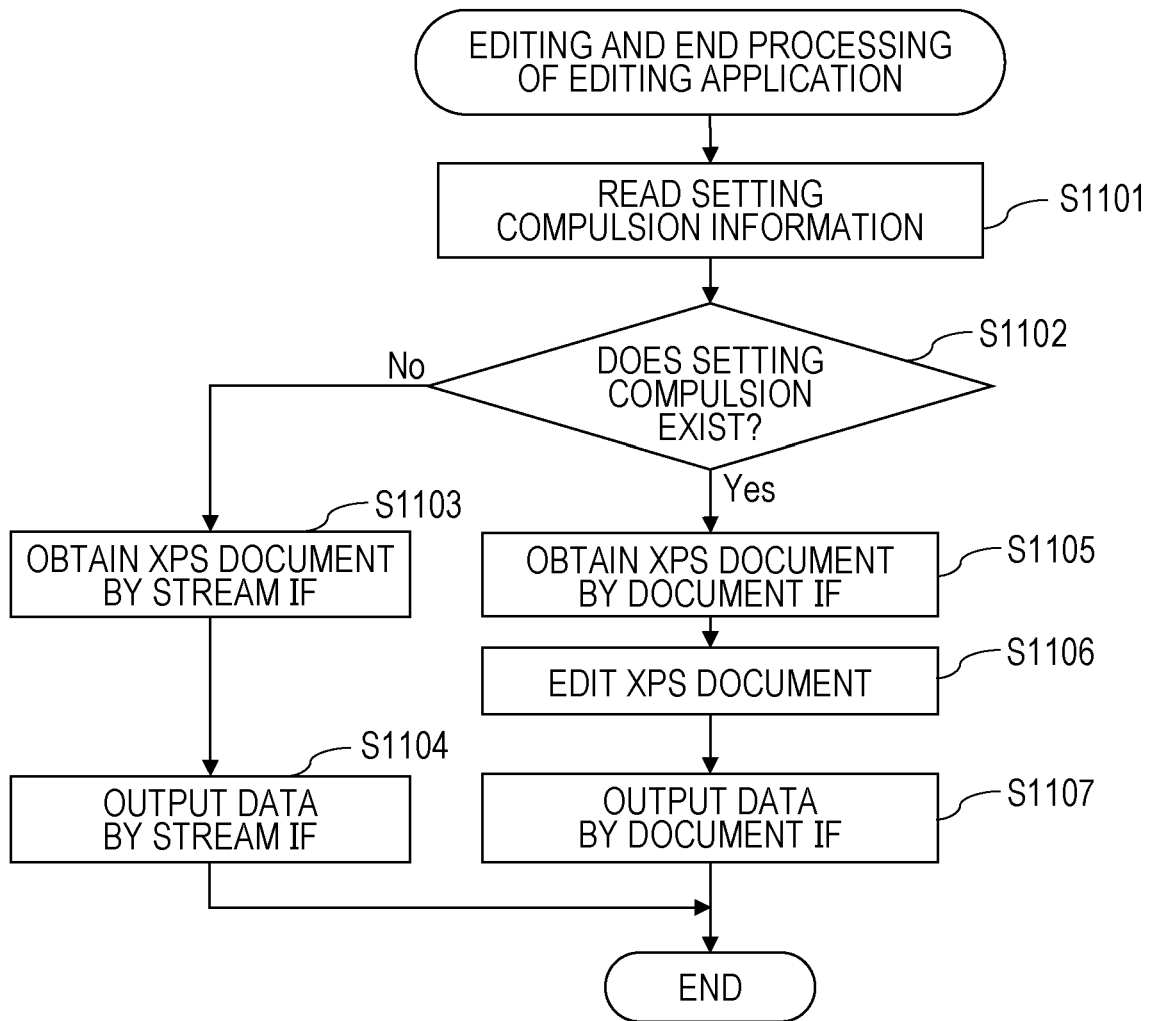 EDITING AND END PROCESSING
OF EDITING APPLICATION
READ SETTING
COMPULSION INFORMATION
S1101
S1102
DOES SETTING
COMPULSION
EXIST?
No
Yes
S1103
OBTAIN XPS DOCUMENT
BY STREAM IF
S1105
OBTAIN XPS DOCUMENT
BY DOCUMENT IF
S1106
EDIT XPS DOCUMENT
S1104
OUTPUT DATA
BY STREAM IF
S1107
OUTPUT DATA
BY DOCUMENT IF
END